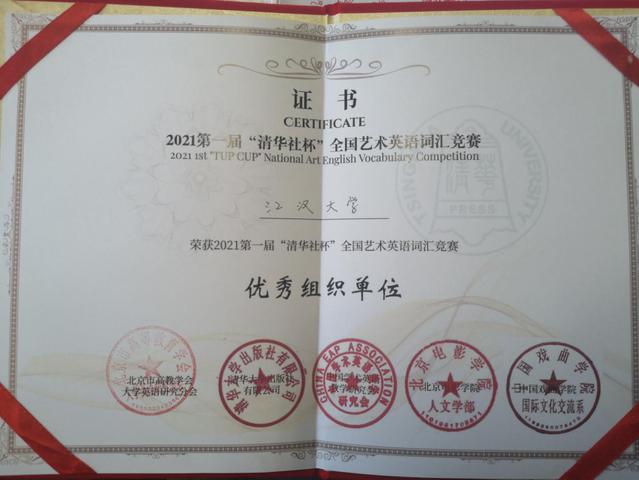 证 书
CERTIFICATE
2021第一届“清华社杯”全国艺术英语词汇竞赛
2021 1st "TUP CUP" National Art English Vocabulary Competition
江汉大学
荣获2021第一届“清华社杯”全国艺术英语词汇竞赛
优秀组织单位
北京市高教学会
大学英语研究分会
清华大学出版社
有限公司
CHINA EAP ASSOCIATION
研究会
北京电影学院
人文学部
中国戏曲学院
国际文化交流系
UNIVERSITY
PRESS